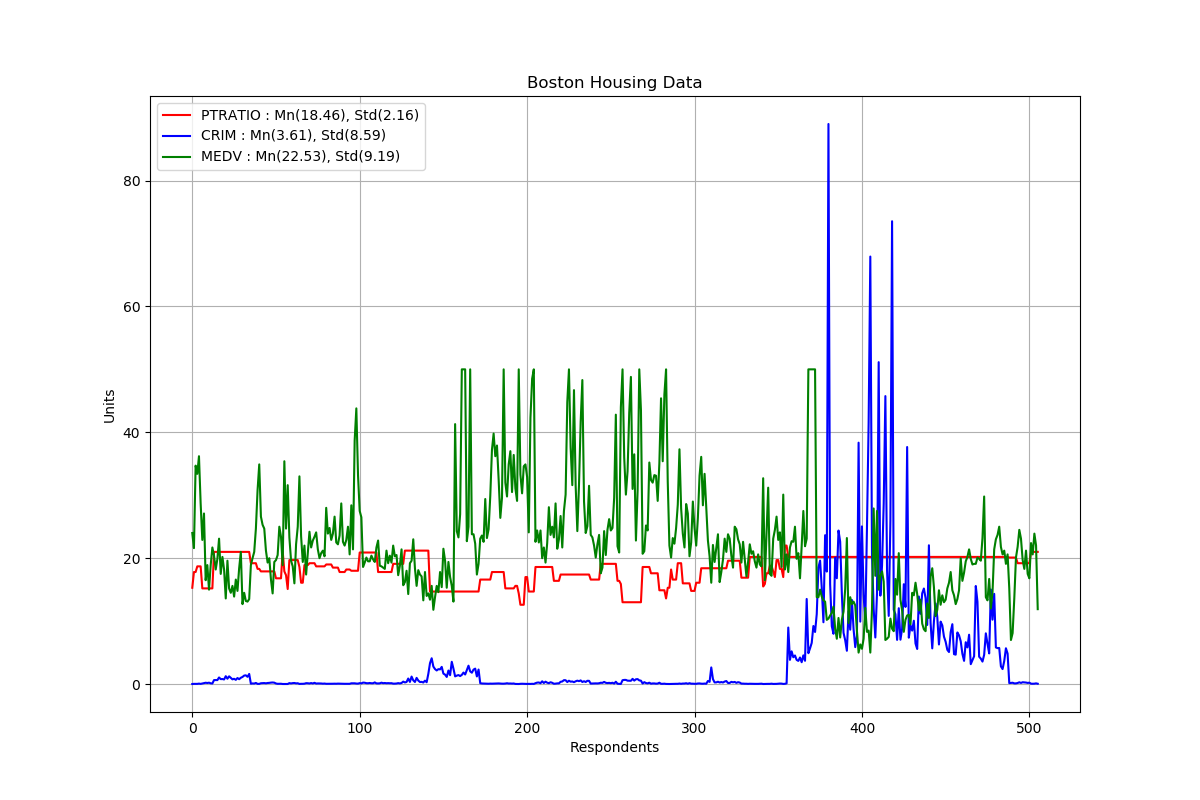 Boston Housing Data
PTRATIO : Mn(18.46), Std(2.16)
CRIM : Mn(3.61), Std(8.59)
MEDV : Mn(22.53), Std(9.19)
80
60
40
20
0
Units
0 100 200 300 400 500
Respondents